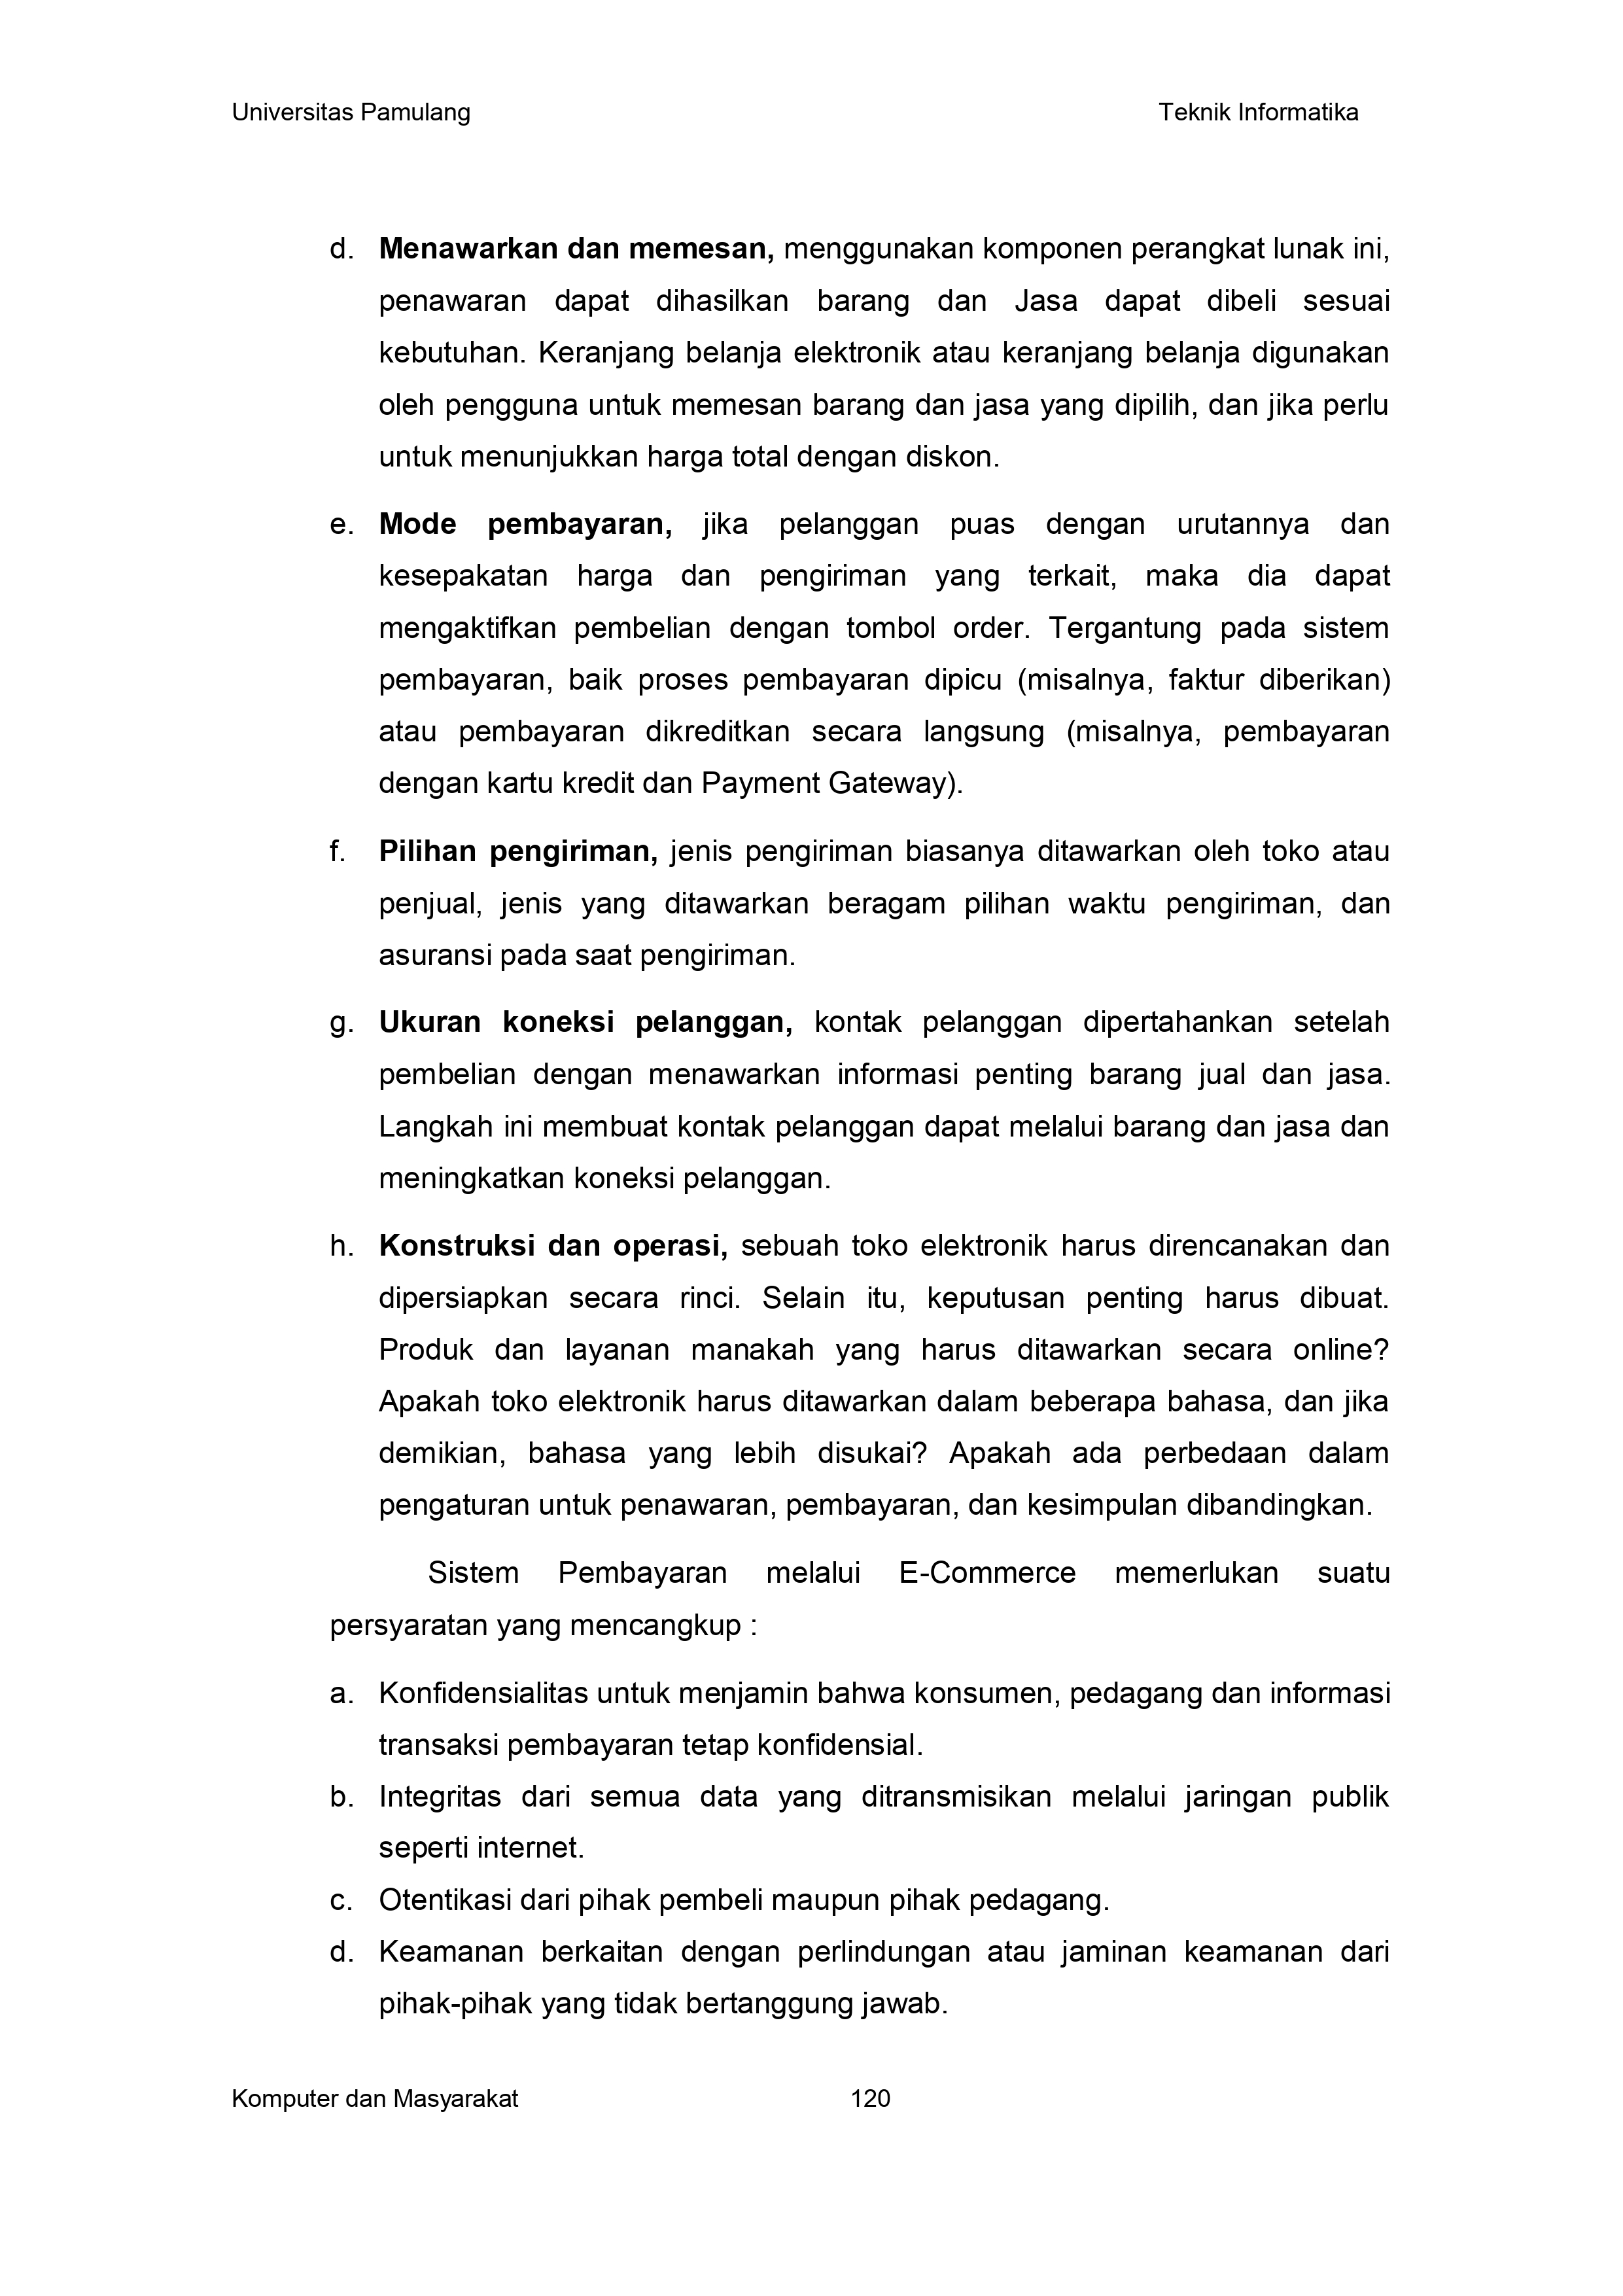 Universitas Pamulang Teknik Informatika
d. Menawarkan dan memesan, menggunakan komponen perangkat lunak ini,
penawaran dapat dihasilkan barang dan Jasa dapat dibeli sesuai
kebutuhan. Keranjang belanja elektronik atau keranjang belanja digunakan
oleh pengguna untuk memesan barang dan jasa yang dipilih, dan jika perlu
untuk menunjukkan harga total dengan diskon.
e. Mode pembayaran, jika pelanggan puas dengan urutannya dan
kesepakatan harga dan pengiriman yang terkait, maka dia dapat
mengaktifkan pembelian dengan tombol order. Tergantung pada sistem
pembayaran, baik proses pembayaran dipicu (misalnya, faktur diberikan)
atau pembayaran dikreditkan secara langsung (misalnya, pembayaran
dengan kartu kredit dan Payment Gateway).
f. Pilihan pengiriman, jenis pengiriman biasanya ditawarkan oleh toko atau
penjual, jenis yang ditawarkan beragam pilihan waktu pengiriman, dan
asuransi pada saat pengiriman.
g. Ukuran koneksi pelanggan, kontak pelanggan dipertahankan setelah
pembelian dengan menawarkan informasi penting barang jual dan jasa.
Langkah ini membuat kontak pelanggan dapat melalui barang dan jasa dan
meningkatkan koneksi pelanggan.
h. Konstruksi dan operasi, sebuah toko elektronik harus direncanakan dan
dipersiapkan secara rinci. Selain itu, keputusan penting harus dibuat.
Produk dan layanan manakah yang harus ditawarkan secara online?
Apakah toko elektronik harus ditawarkan dalam beberapa bahasa, dan jika
demikian, bahasa yang lebih disukai? Apakah ada perbedaan dalam
pengaturan untuk penawaran, pembayaran, dan kesimpulan dibandingkan.
Sistem Pembayaran melalui E-Commerce memerlukan suatu
persyaratan yang mencangkup :
a. Konfidensialitas untuk menjamin bahwa konsumen, pedagang dan informasi
transaksi pembayaran tetap konfidensial.
b. Integritas dari semua data yang ditransmisikan melalui jaringan publik
seperti internet.
c. Otentikasi dari pihak pembeli maupun pihak pedagang.
d. Keamanan berkaitan dengan perlindungan atau jaminan keamanan dari
pihak-pihak yang tidak bertanggung jawab.
Komputer dan Masyarakat 120